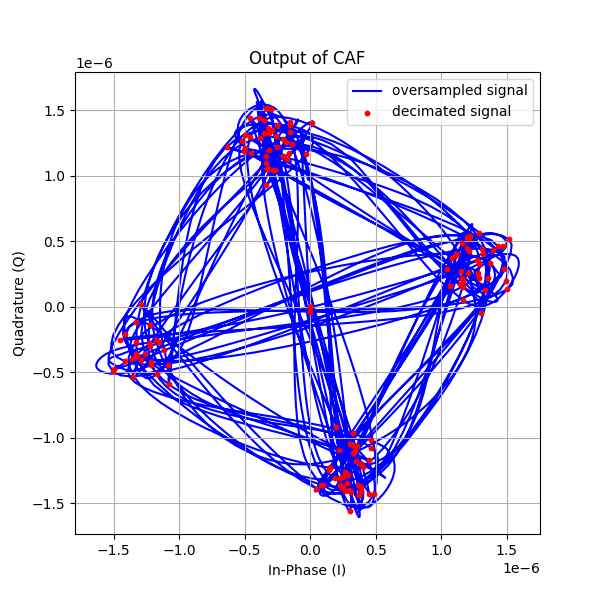 Output of CAF
1e−6
oversampled signal
decimated signal
1.5
1.0
0.5
0.0
−0.5
−1.0
−1.5
Quadrature (Q)
−1.5 −1.0 −0.5 0.0 0.5 1.0 1.5
In-Phase (I)
1e−6